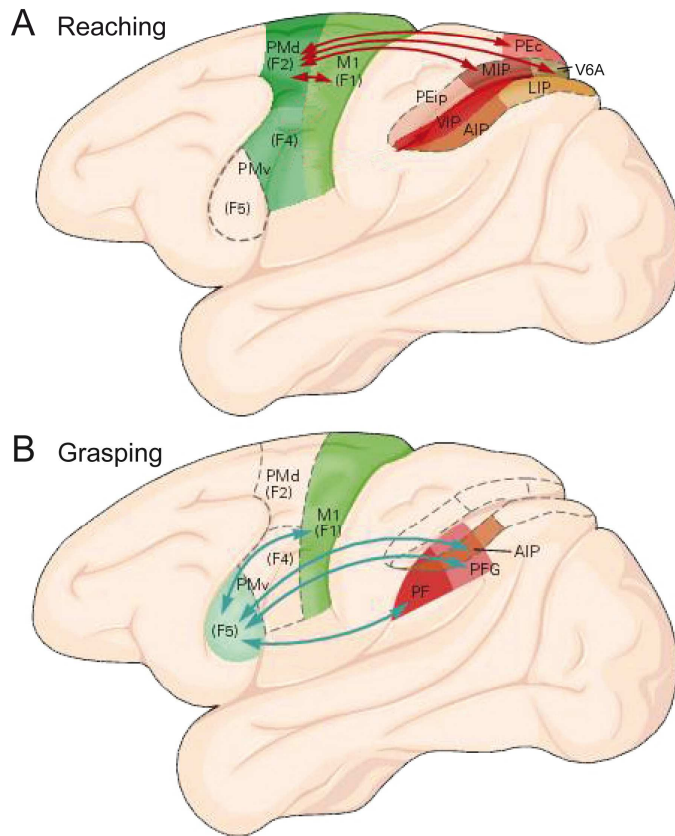 A Reaching
PMd
(F2)
M1
(F1)
PEc
V6A
MIP
LIP
PEip
VIP
AIP
(F4)
PMv
(F5)
B Grasping
PMd
(F2)
M1
(F1)
(F4)
AIP
PMv
PFG
PF
(F5)